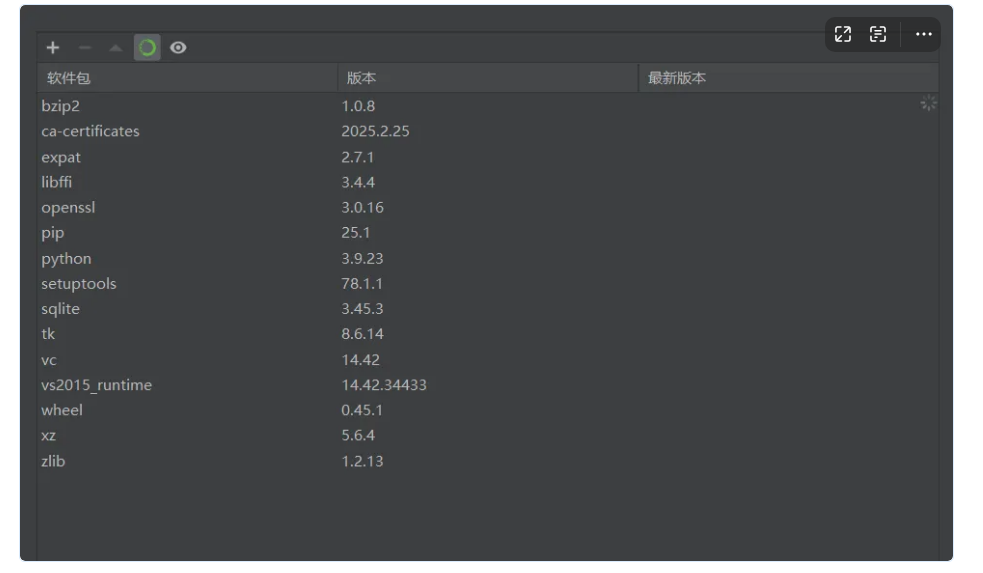 软件包 版本 最新版本
bzip2 1.0.8
ca-certificates 2025.2.25
expat 2.7.1
libffi 3.4.4
openssl 3.0.16
pip 25.1
python 3.9.23
setuptools 78.1.1
sqlite 3.45.3
tk 8.6.14
vc 14.42
vs2015_runtime 14.42.34433
wheel 0.45.1
xz 5.6.4
zlib 1.2.13